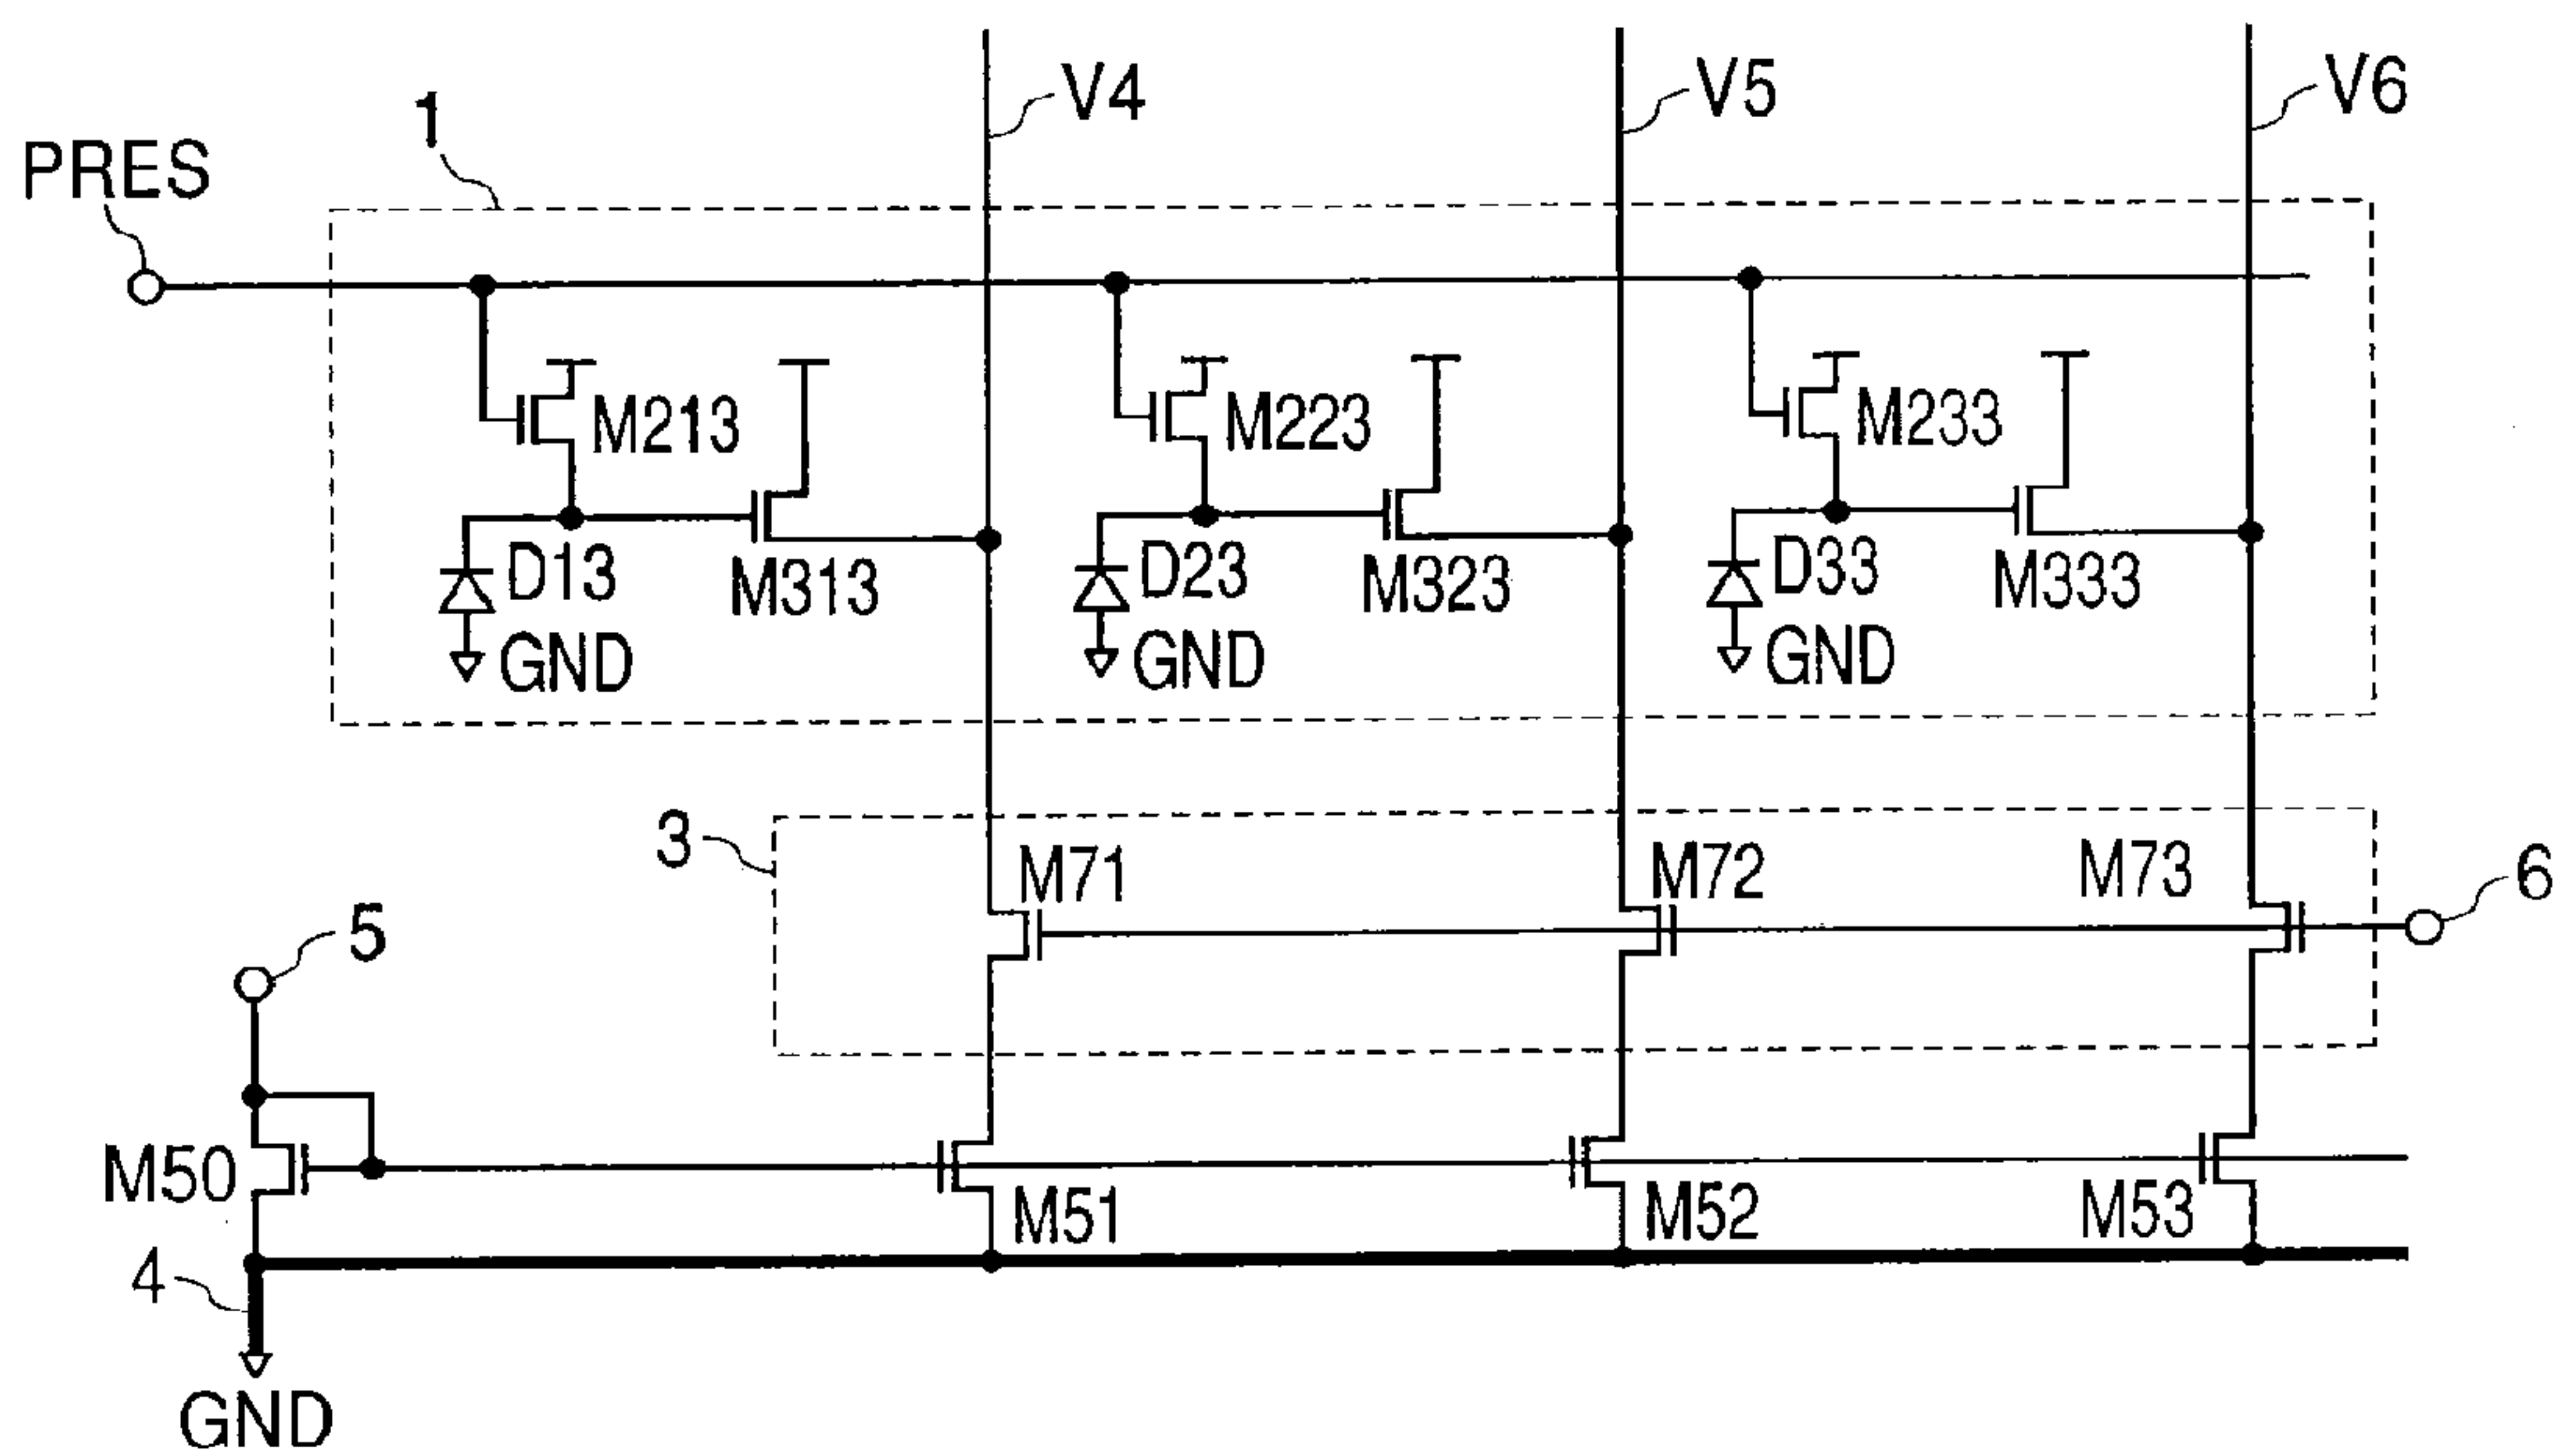 V4
V5
V6
1
PRES
M213
M223
M233
D13
M313
D23
M323
D33
M333
GND
GND
GND
3
M71
M72
M73
6
5
M50
M51
M52
M53
4
GND